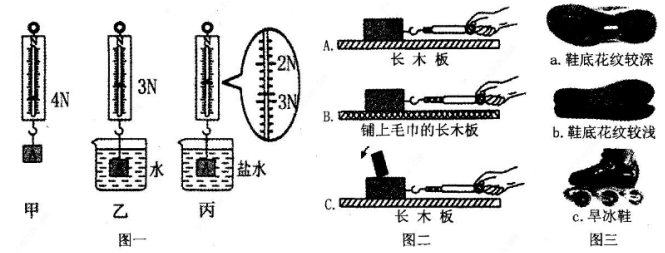 4N
甲
3N
水
乙
2N
3N
盐水
丙
图一
A.
长木板
B.
铺上毛巾的长木板
C.
长木板
图二
a.鞋底花纹较深
b.鞋底花纹较浅
c.旱冰鞋
图三